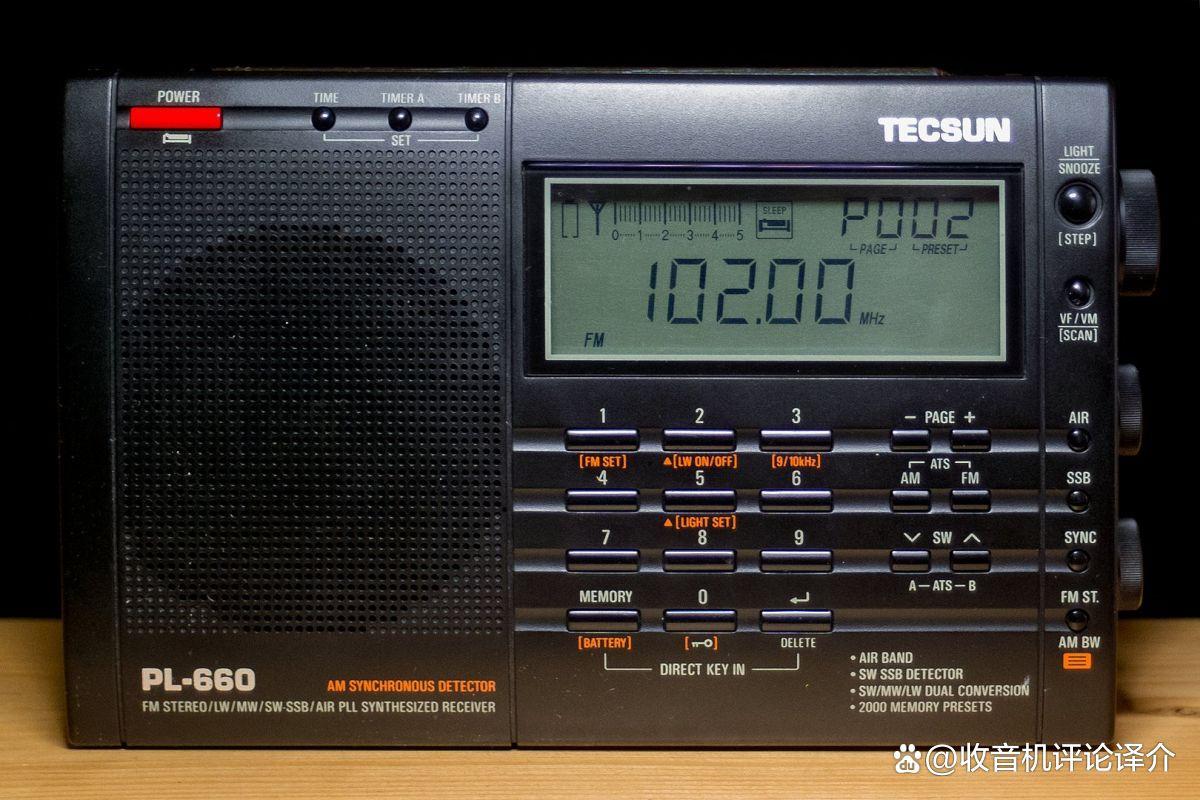 POWER
TIME TIMER A TIMER B
SET
TECSUN
LIGHT
SNOOZE
[STEP]
SLEEP
P002
PAGE PRESET
0 1 2 3 4 5
102.00 MHz
FM
VF/VM
[SCAN]
1 2 3 − PAGE + AIR
[FM SET] ▲[LW ON/OFF] [9/10kHz]
ATS
4 5 6 AM FM SSB
▲[LIGHT SET]
7 8 9 SW SYNC
A—ATS—B
MEMORY 0 FM ST.
[BATTERY] DELETE AM BW
DIRECT KEY IN
• AIR BAND
• SW SSB DETECTOR
• SW/MW/LW DUAL CONVERSION
• 2000 MEMORY PRESETS
PL-660 AM SYNCHRONOUS DETECTOR
FM STEREO/LW/MW/SW-SSB/AIR PLL SYNTHESIZED RECEIVER
du @收音机评论译介